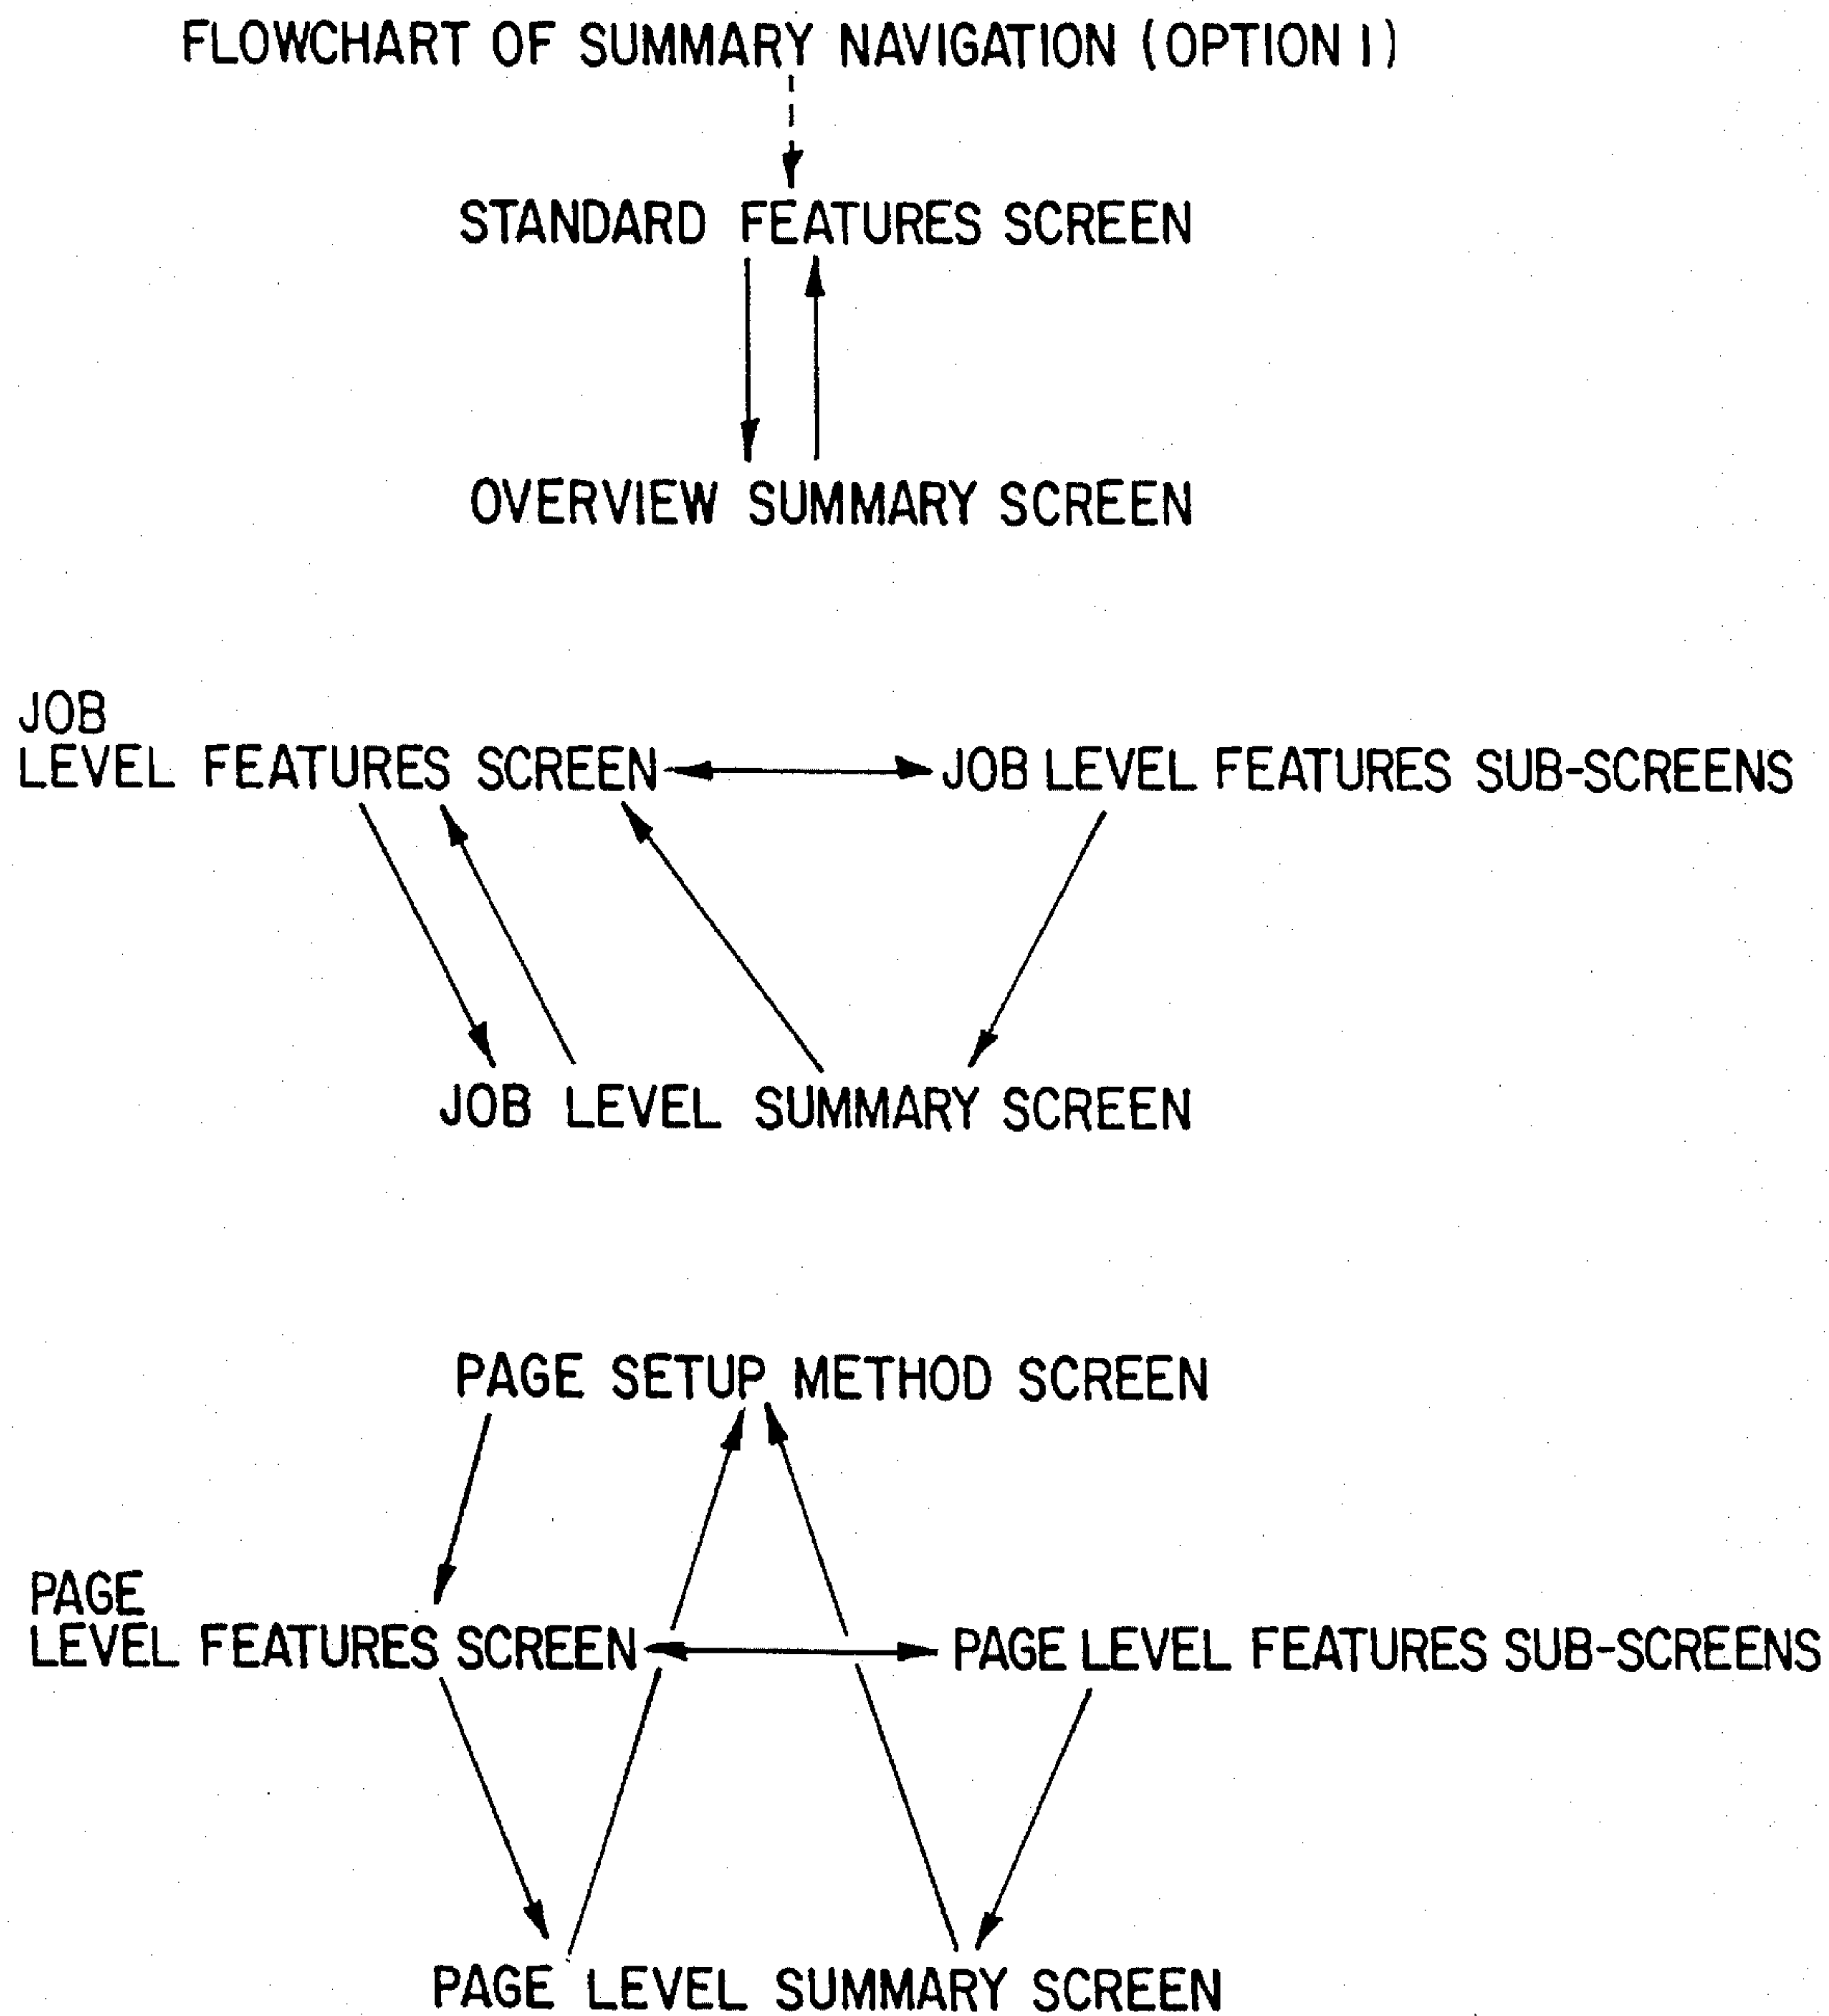 FLOWCHART OF SUMMARY NAVIGATION (OPTION 1)
STANDARD FEATURES SCREEN
OVERVIEW SUMMARY SCREEN
JOB
LEVEL FEATURES SCREEN
JOB LEVEL FEATURES SUB-SCREENS
JOB LEVEL SUMMARY SCREEN
PAGE SETUP METHOD SCREEN
PAGE
LEVEL FEATURES SCREEN
PAGE LEVEL FEATURES SUB-SCREENS
PAGE LEVEL SUMMARY SCREEN